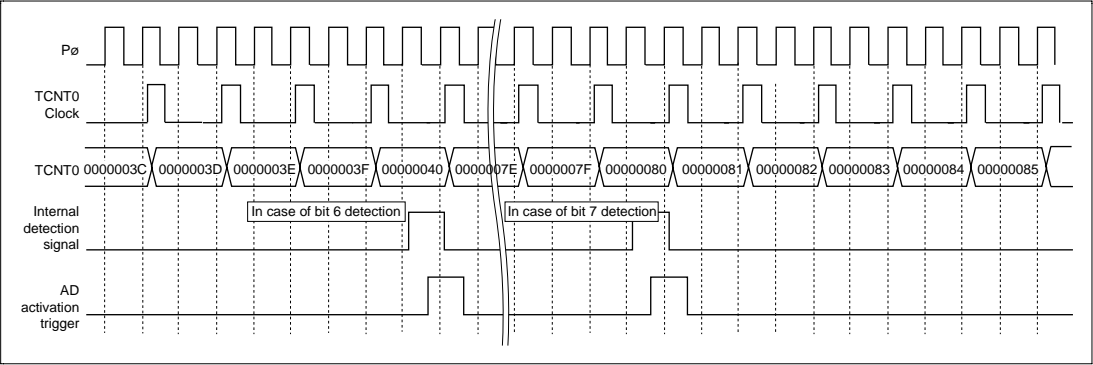 Pø
TCNT0
Clock
TCNT0 0000003C 0000003D 0000003E 0000003F 00000040 0000007E 0000007F 00000080 00000081 00000082 00000083 00000084 00000085
Internal
detection
signal
In case of bit 6 detection In case of bit 7 detection
AD
activation
trigger